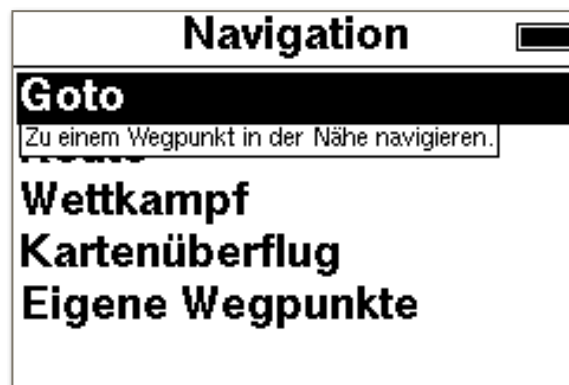 Navigation
Goto
Zu einem Wegpunkt in der Nähe navigieren.
Wettkampf
Kartenüberflug
Eigene Wegpunkte